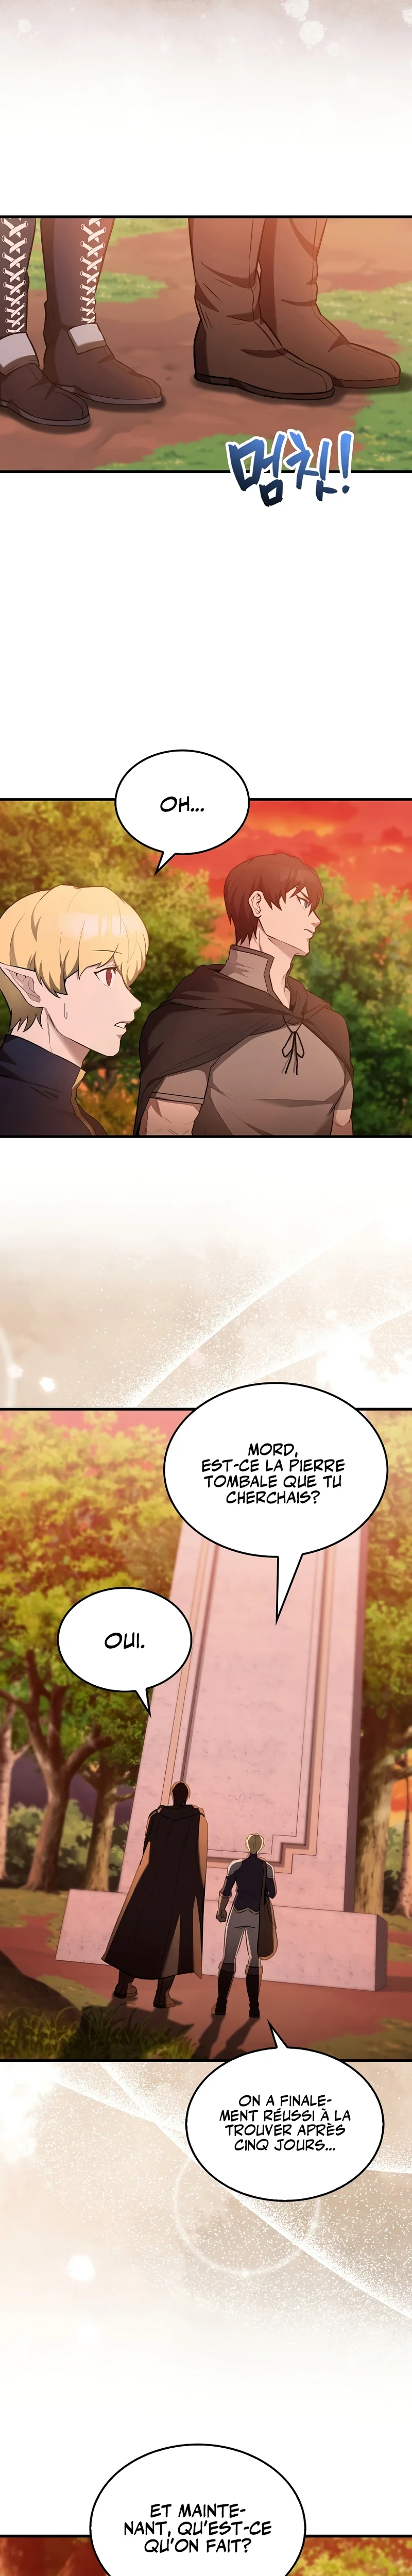 멈칫!
OH...
MORD,
EST-CE LA PIERRE
TOMBALE QUE TU
CHERCHAIS?
OUI.
ON A FINALE-
MENT RÉUSSI À LA
TROUVER APRÈS
CINQ JOURS...
ET MAINTE-
NANT, QU'EST-CE
QU'ON FAIT?